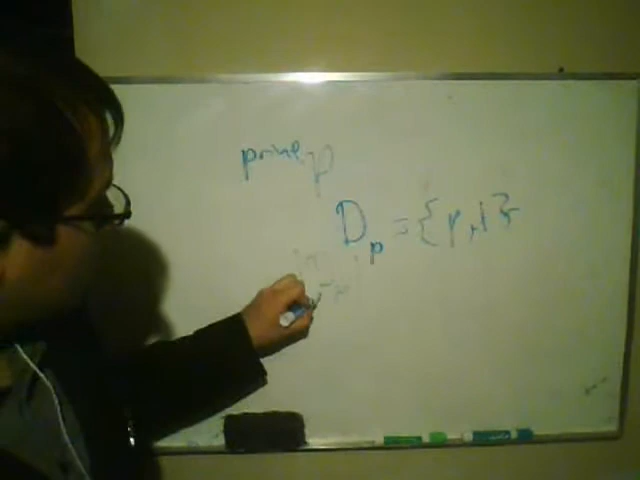 prime p
D_p = {p, 1}